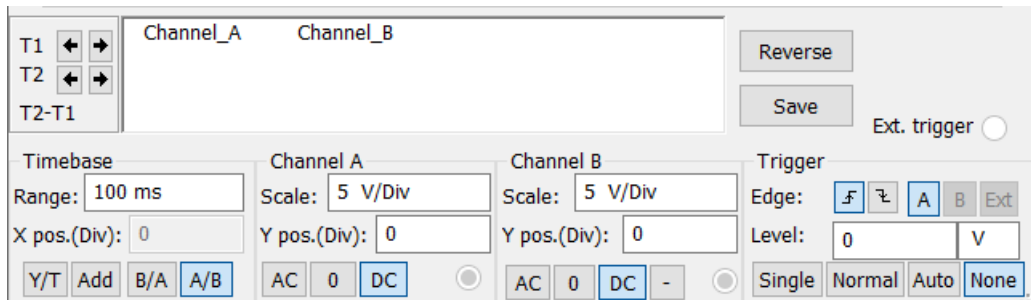 T1 Channel_A Channel_B
T2 Reverse
T2-T1 Save
Ext. trigger
Timebase Channel A Channel B Trigger
Range: 100 ms Scale: 5 V/Div Scale: 5 V/Div Edge: A B Ext
X pos.(Div): 0 Y pos.(Div): 0 Y pos.(Div): 0 Level: 0 V
Y/T Add B/A A/B AC 0 DC AC 0 DC - Single Normal Auto None